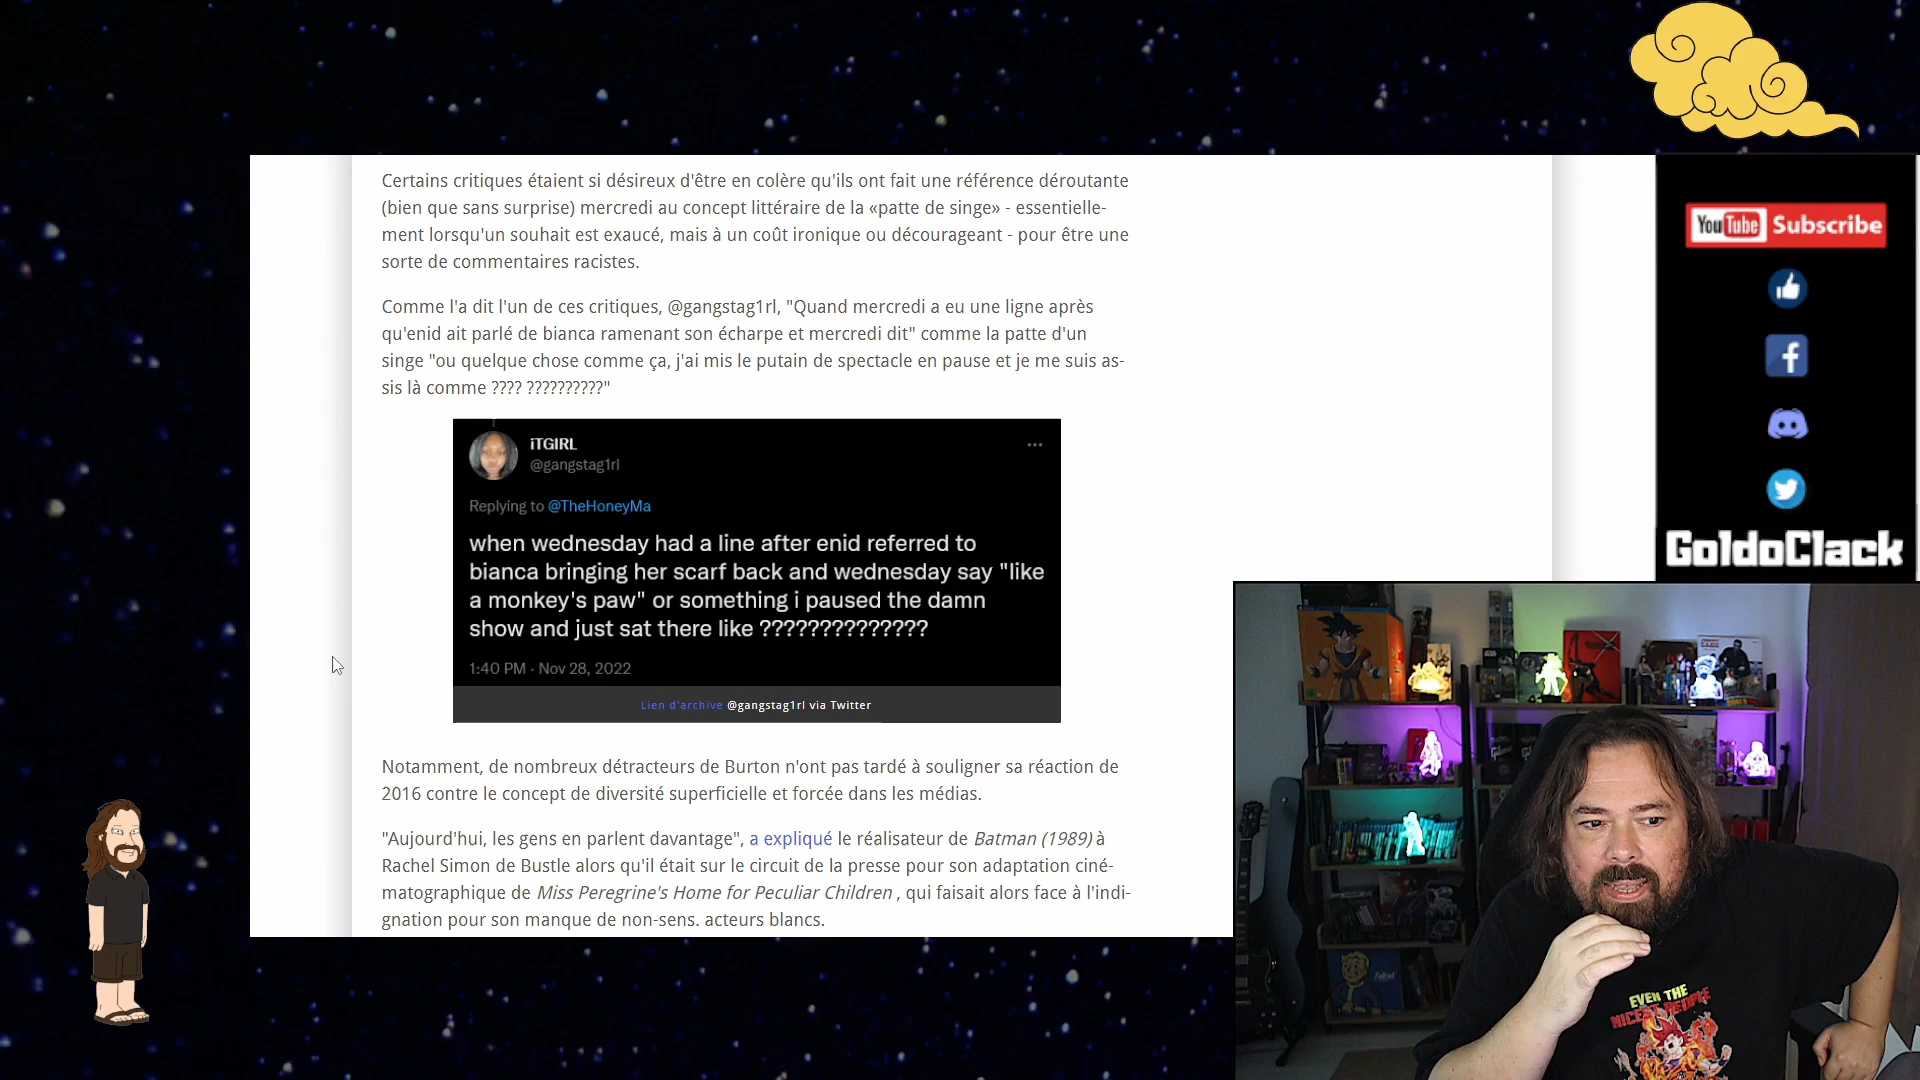 Certains critiques étaient si désireux d'être en colère qu'ils ont fait une référence déroutante
(bien que sans surprise) mercredi au concept littéraire de la «patte de singe» - essentielle-
ment lorsqu'un souhait est exaucé, mais à un coût ironique ou décourageant - pour être une
sorte de commentaires racistes.
Comme l'a dit l'un de ces critiques, @gangstag1rl, "Quand mercredi a eu une ligne après
qu'enid ait parlé de bianca ramenant son écharpe et mercredi dit" comme la patte d'un
singe "ou quelque chose comme ça, j'ai mis le putain de spectacle en pause et je me suis as-
sis là comme ???? ??????????"
iTGIRL
@gangstag1rl
Replying to @TheHoneyMa
when wednesday had a line after enid referred to
bianca bringing her scarf back and wednesday say "like
a monkey's paw" or something i paused the damn
show and just sat there like ??????????????
1:40 PM · Nov 28, 2022
Lien d'archive @gangstag1rl via Twitter
Notamment, de nombreux détracteurs de Burton n'ont pas tardé à souligner sa réaction de
2016 contre le concept de diversité superficielle et forcée dans les médias.
"Aujourd'hui, les gens en parlent davantage", a expliqué le réalisateur de Batman (1989) à
Rachel Simon de Bustle alors qu'il était sur le circuit de la presse pour son adaptation ciné-
matographique de Miss Peregrine's Home for Peculiar Children , qui faisait alors face à l'indi-
gnation pour son manque de non-sens. acteurs blancs.
YouTube Subscribe
GoldoClack
Fallout
EVEN THE
NICEST PEOPLE